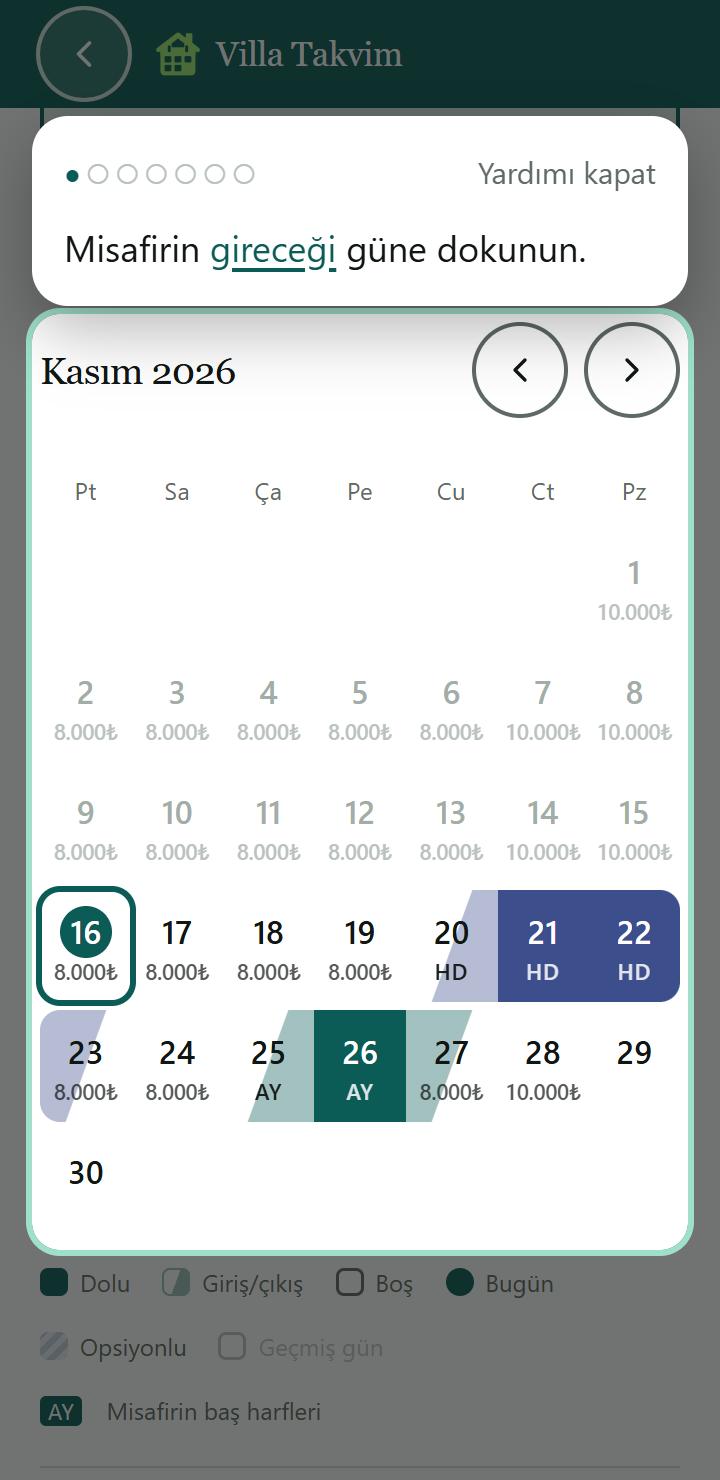 Villa Takvim
Yardımı kapat
Misafirin gireceği güne dokunun.
Kasım 2026
Pt Sa Ça Pe Cu Ct Pz
1
10.000₺
2 3 4 5 6 7 8
8.000₺ 8.000₺ 8.000₺ 8.000₺ 8.000₺ 10.000₺ 10.000₺
9 10 11 12 13 14 15
8.000₺ 8.000₺ 8.000₺ 8.000₺ 8.000₺ 10.000₺ 10.000₺
16 17 18 19 20 21 22
8.000₺ 8.000₺ 8.000₺ 8.000₺ HD HD HD
23 24 25 26 27 28 29
8.000₺ 8.000₺ AY AY 8.000₺ 10.000₺
30
Dolu Giriş/çıkış Boş Bugün
Opsiyonlu Geçmiş gün
AY Misafirin baş harfleri